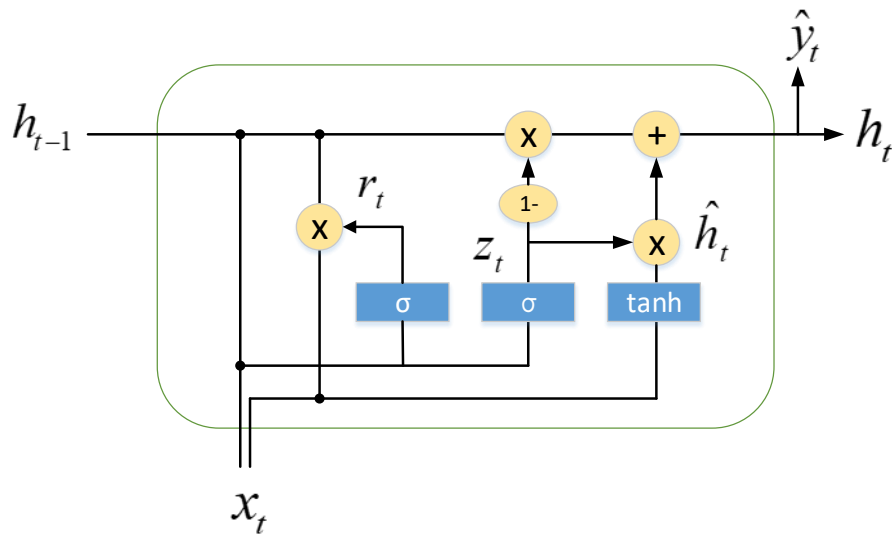 ŷ_t
h_{t-1}
x
+
h_t
r_t
1-
x
z_t
x
ĥ_t
σ
σ
tanh
x_t